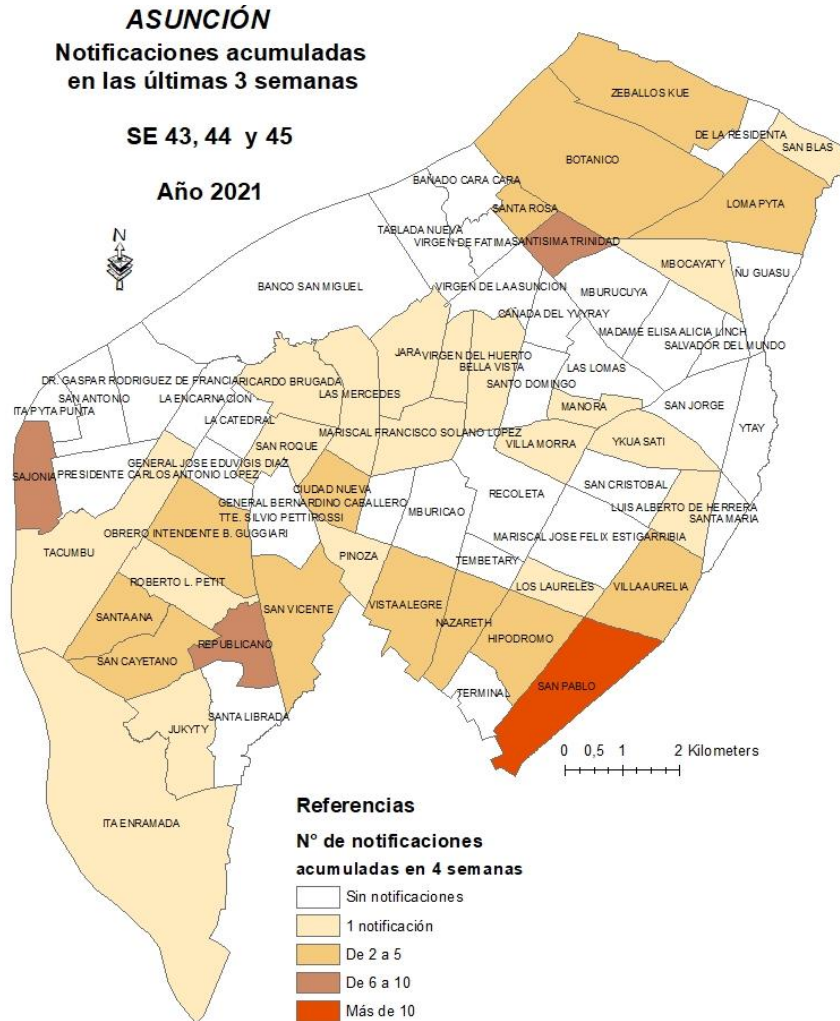 ASUNCIÓN
Notificaciones acumuladas
en las últimas 3 semanas
SE 43, 44 y 45
Año 2021
N
ZEBALLOS KUE
DE LA RESIDENTA
SAN BLAS
BOTANICO
BAÑADO CARA CARA
SANTA ROSA
LOMA PYTA
TABLADA NUEVA
VIRGEN DE FATIMA
SANTISIMA TRINIDAD
MBOCAYATY
ÑU GUASU
BANCO SAN MIGUEL
VIRGEN DE LA ASUNCION
MBURUCUYA
CAÑADA DEL YVYRAY
MADAME ELISA ALICIA LINCH
SALVADOR DEL MUNDO
JARA
VIRGEN DEL HUERTO
BELLA VISTA
LAS LOMAS
DR. GASPAR RODRIGUEZ DE FRANCIA
RICARDO BRUGADA
LAS MERCEDES
SANTO DOMINGO
SAN ANTONIO
LA ENCARNACION
MANORA
SAN JORGE
ITA PYTA PUNTA
LA CATEDRAL
YTAY
MARISCAL FRANCISCO SOLANO LOPEZ
SAN ROQUE
VILLA MORRA
YKUA SATI
GENERAL JOSE EDUVIGIS DIAZ
SAJONIA
PRESIDENTE CARLOS ANTONIO LOPEZ
CIUDAD NUEVA
RECOLETA
SAN CRISTOBAL
GENERAL BERNARDINO CABALLERO
MBURICAO
LUIS ALBERTO DE HERRERA
TTE. SILVIO PETTIROSSI
SANTA MARIA
OBRERO INTENDENTE B. GUGGIARI
MARISCAL JOSE FELIX ESTIGARRIBIA
TACUMBU
PINOZA
TEMBETARY
ROBERTO L. PETIT
LOS LAURELES
VILLA AURELIA
SANTA ANA
SAN VICENTE
VISTA ALEGRE
NAZARETH
HIPODROMO
REPUBLICANO
SAN CAYETANO
SAN PABLO
TERMINAL
SANTA LIBRADA
JUKYTY
0 0,5 1 2 Kilometers
ITA ENRAMADA
Referencias
N° de notificaciones
acumuladas en 4 semanas
Sin notificaciones
1 notificación
De 2 a 5
De 6 a 10
Más de 10